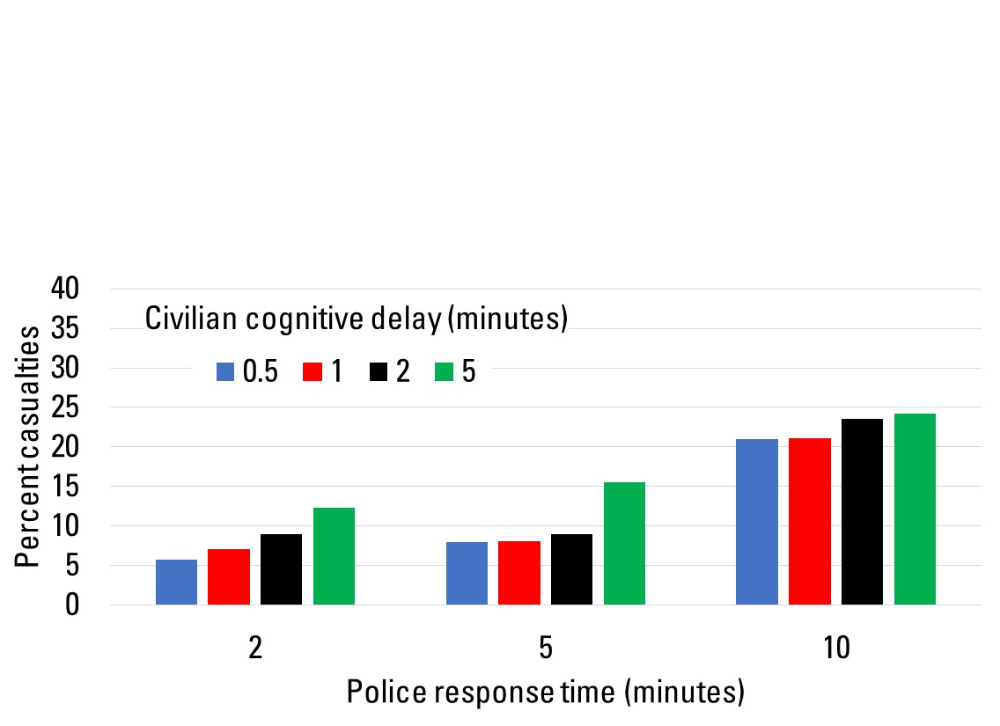 40
Civilian cognitive delay (minutes)
35
30
0.5 1 2 5
25
20
15
10
5
0
Percent casualties
2 5 10
Police response time (minutes)